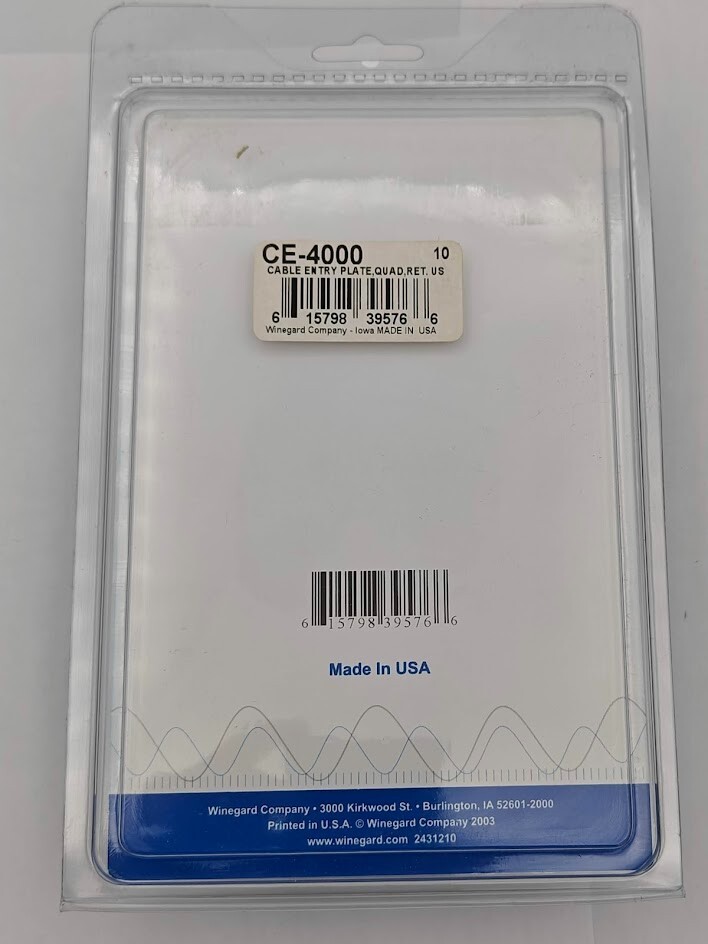 CE-4000 10
CABLE ENTRY PLATE,QUAD,RET. US
6 15798 39576 6
Winegard Company - Iowa MADE IN USA
6 15798 39576 6
Made In USA
Winegard Company • 3000 Kirkwood St. • Burlington, IA 52601-2000
Printed in U.S.A. © Winegard Company 2003
www.winegard.com 2431210